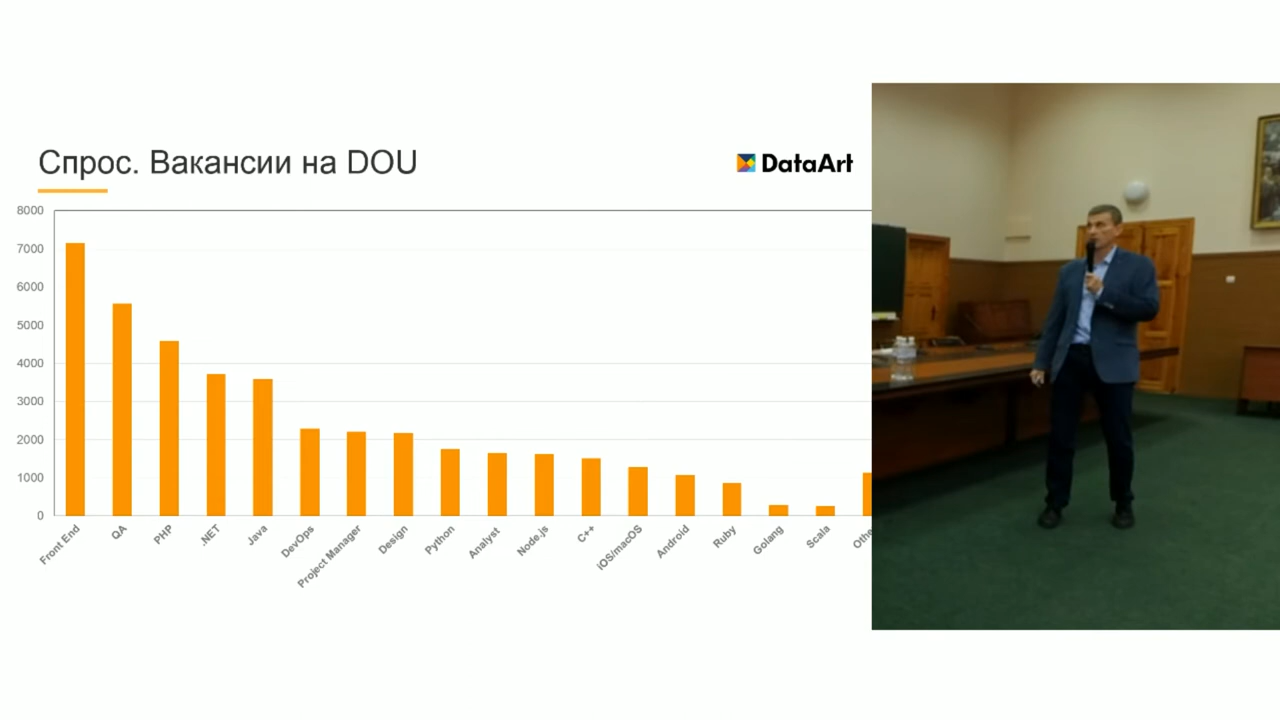 Спрос. Вакансии на DOU
DataArt
8000
7000
6000
5000
4000
3000
2000
1000
0
Front End
QA
PHP
.NET
Java
DevOps
Project Manager
Design
Python
Analyst
Node.js
C++
iOS/macOS
Android
Ruby
Golang
Scala
Othe